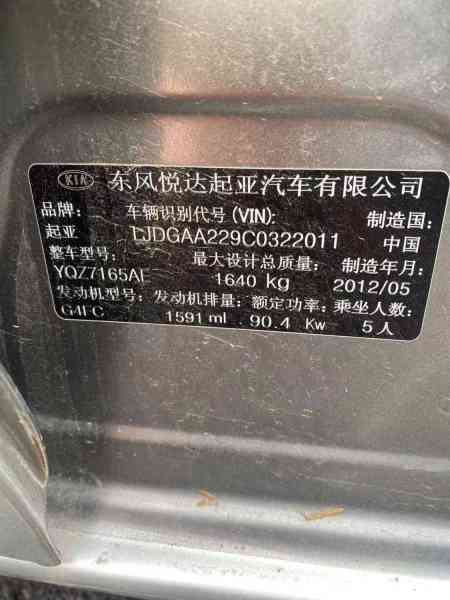 KIA 东风悦达起亚汽车有限公司
品牌: 车辆识别代号(VIN): 制造国:
起亚 LJDGAA229C0322011 中国
整车型号: 最大设计总质量: 制造年月:
YQZ7165AF 1640 kg 2012/05
发动机型号: 发动机排量: 额定功率: 乘坐人数:
G4FC 1591 ml 90.4 Kw 5人